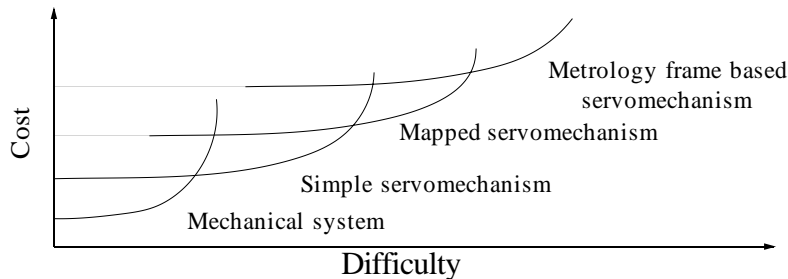 Cost
Metrology frame based
servomechanism
Mapped servomechanism
Simple servomechanism
Mechanical system
Difficulty